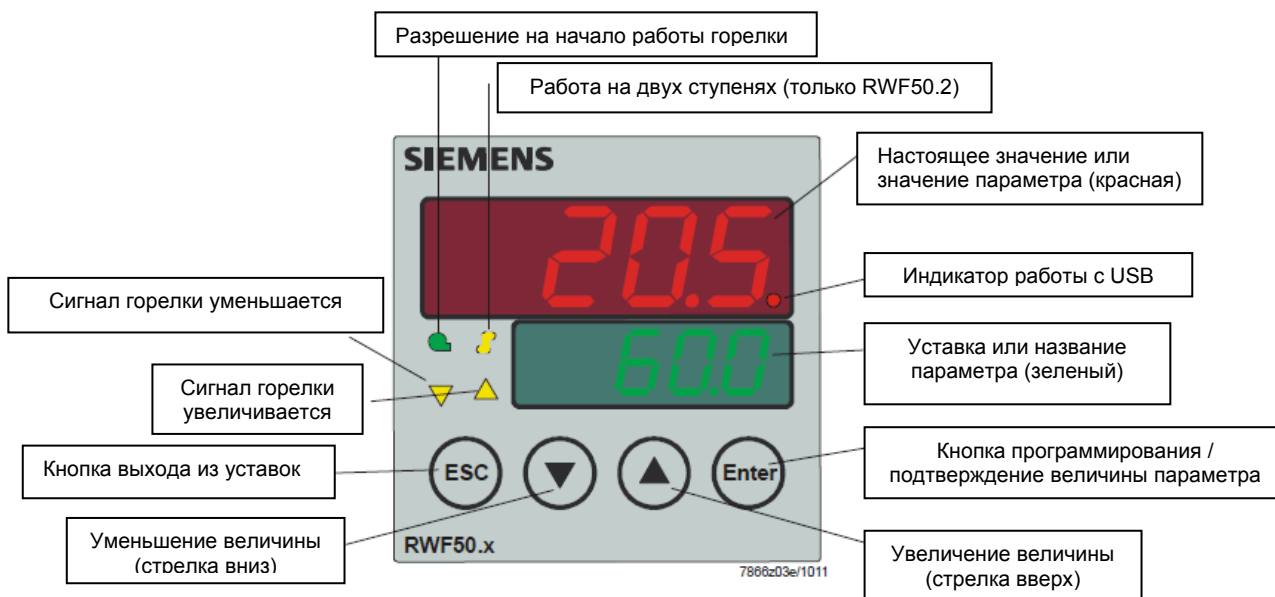 Разрешение на начало работы горелки
Работа на двух ступенях (только RWF50.2)
SIEMENS
Настоящее значение или
значение параметра (красная)
20.5.
Индикатор работы с USB
Сигнал горелки уменьшается
60.0
Уставка или название
параметра (зеленый)
Сигнал горелки
увеличивается
Кнопка выхода из уставок
ESC
Enter
Кнопка программирования /
подтверждение величины параметра
Уменьшение величины
(стрелка вниз)
RWF50.x
7866z03e/1011
Увеличение величины
(стрелка вверх)